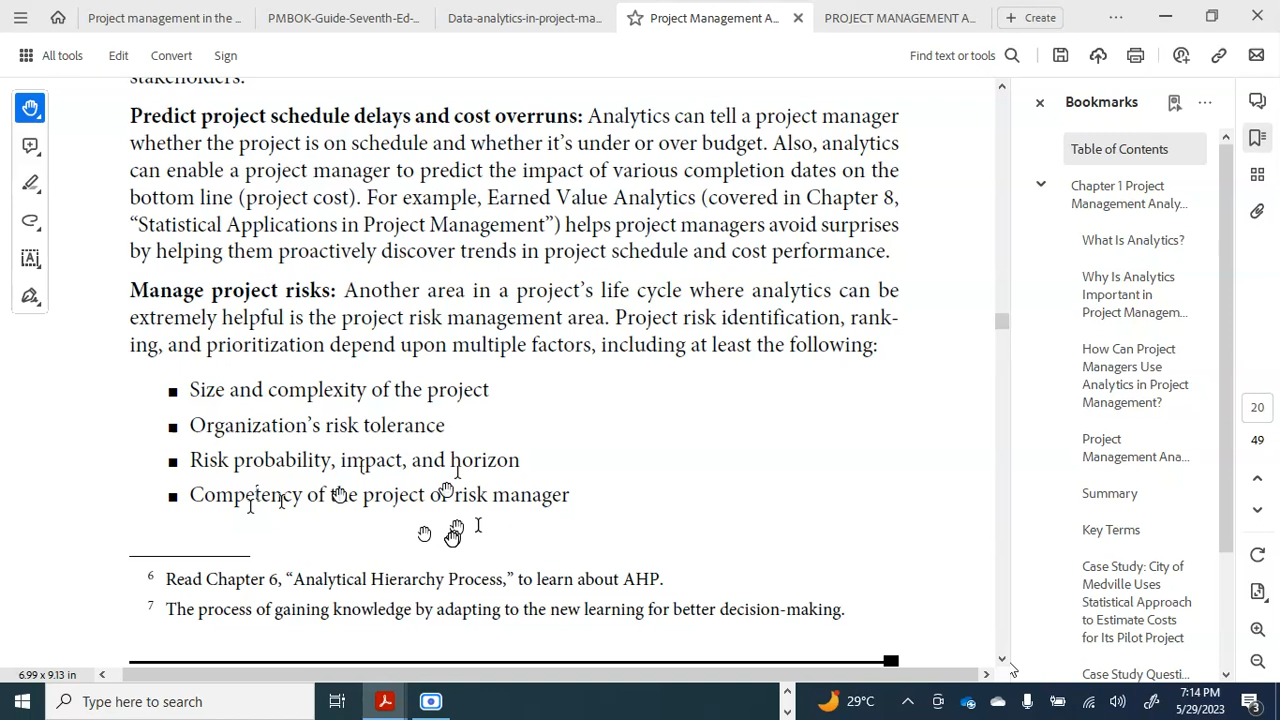 Project management in the ...
PMBOK-Guide-Seventh-Ed-...
Data-analytics-in-project-ma...
Project Management A...
PROJECT MANAGEMENT A...
Create
All tools
Edit
Convert
Sign
Find text or tools
stakeholders.
Predict project schedule delays and cost overruns: Analytics can tell a project manager
whether the project is on schedule and whether it's under or over budget. Also, analytics
can enable a project manager to predict the impact of various completion dates on the
bottom line (project cost). For example, Earned Value Analytics (covered in Chapter 8,
“Statistical Applications in Project Management”) helps project managers avoid surprises
by helping them proactively discover trends in project schedule and cost performance.
Manage project risks: Another area in a project's life cycle where analytics can be
extremely helpful is the project risk management area. Project risk identification, rank-
ing, and prioritization depend upon multiple factors, including at least the following:
■ Size and complexity of the project
■ Organization's risk tolerance
■ Risk probability, impact, and horizon
■ Competency of the project or risk manager
6 Read Chapter 6, “Analytical Hierarchy Process,” to learn about AHP.
7 The process of gaining knowledge by adapting to the new learning for better decision-making.
Bookmarks
Table of Contents
Chapter 1 Project
Management Analy...
What Is Analytics?
Why Is Analytics
Important in
Project Managem...
How Can Project
Managers Use
Analytics in Project
Management?
Project
Management Ana...
Summary
Key Terms
Case Study: City of
Medville Uses
Statistical Approach
to Estimate Costs
for Its Pilot Project
Case Study Questi...
20
49
6.99 x 9.13 in
Type here to search
29°C
7:14 PM
5/29/2023
3